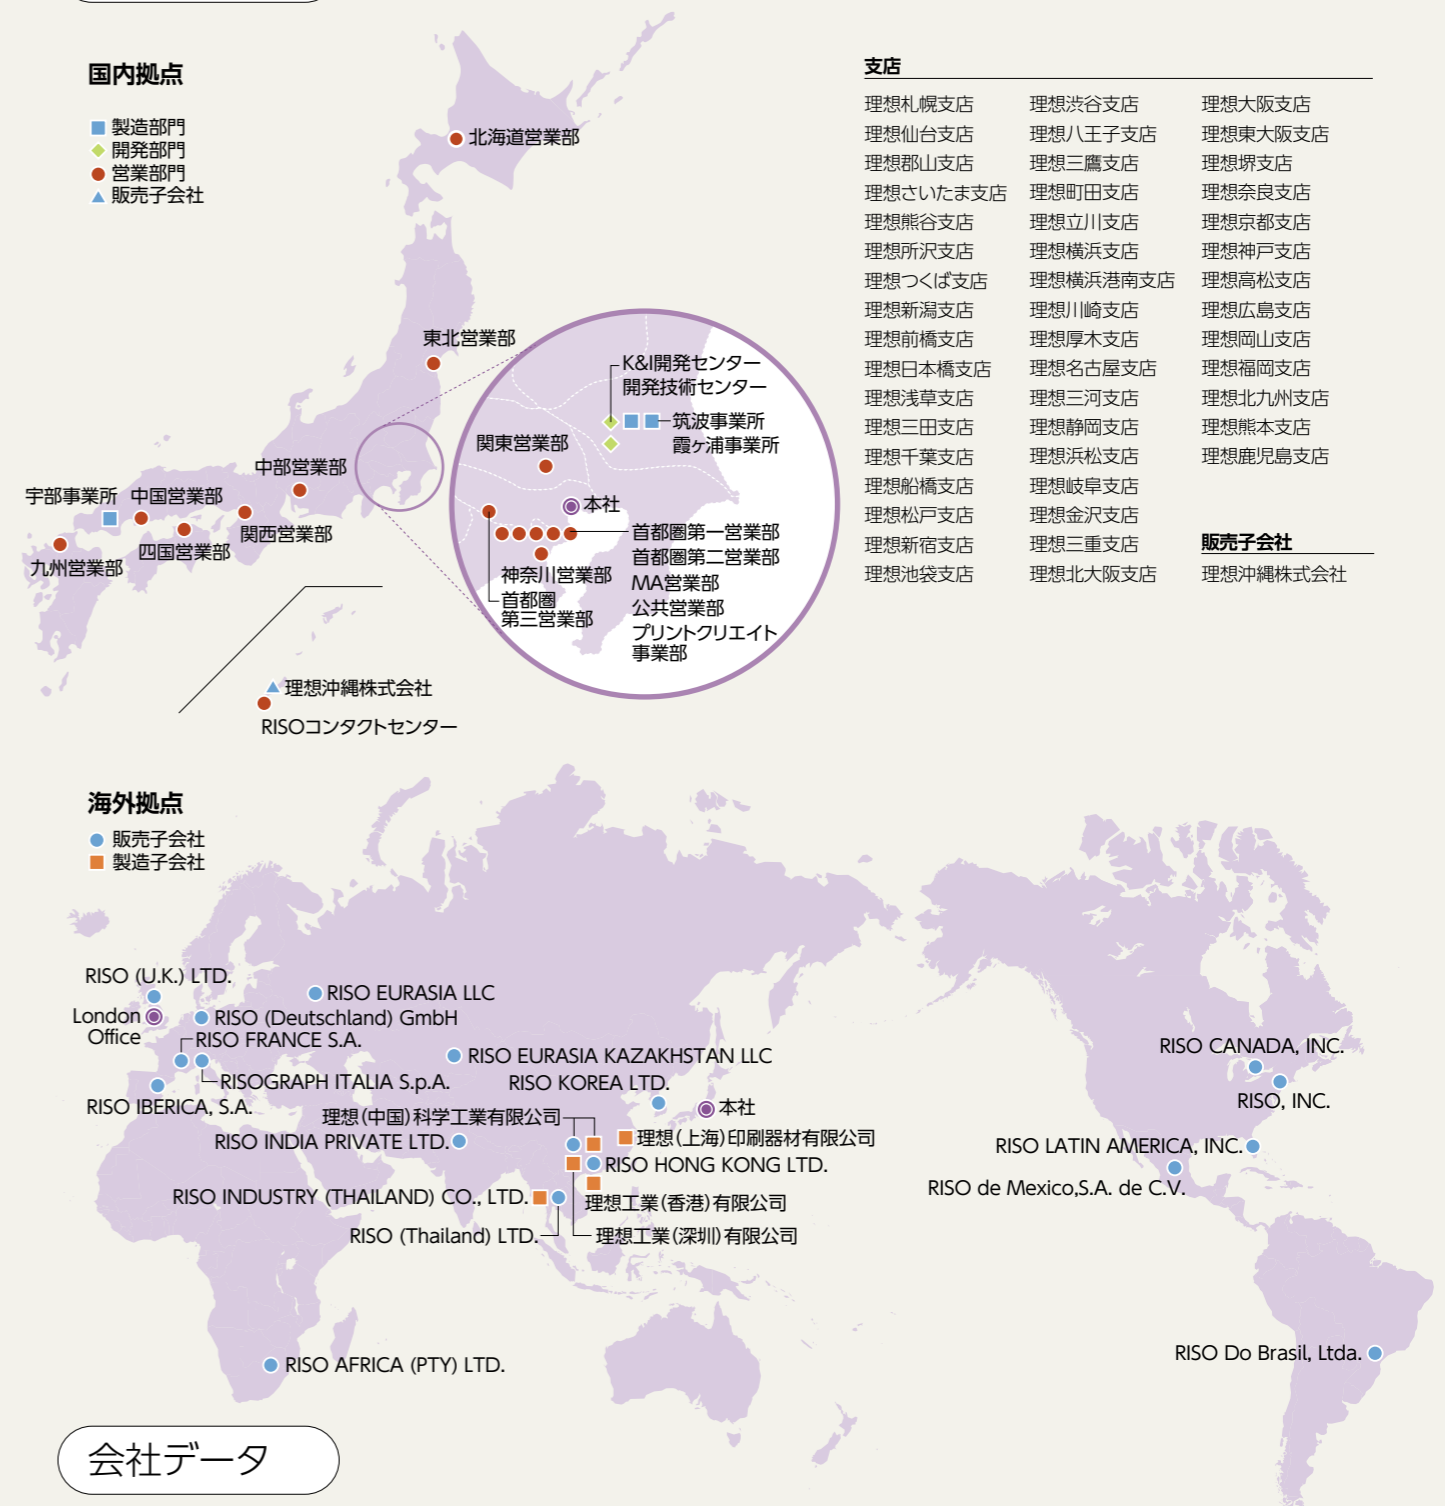 国内拠点
製造部門
開発部門
営業部門
販売子会社
北海道営業部
東北営業部
中部営業部
宇部事業所
中国営業部
関西営業部
四国営業部
九州営業部
K&I開発センター
開発技術センター
筑波事業所
霞ヶ浦事業所
関東営業部
本社
首都圏第一営業部
首都圏第二営業部
MA営業部
公共営業部
プリントクリエイト
事業部
神奈川営業部
首都圏
第三営業部
理想沖縄株式会社
RISOコンタクトセンター
支店
理想札幌支店
理想仙台支店
理想郡山支店
理想さいたま支店
理想熊谷支店
理想所沢支店
理想つくば支店
理想新潟支店
理想前橋支店
理想日本橋支店
理想浅草支店
理想三田支店
理想千葉支店
理想船橋支店
理想松戸支店
理想新宿支店
理想池袋支店
理想渋谷支店
理想八王子支店
理想三鷹支店
理想町田支店
理想立川支店
理想横浜支店
理想横浜港南支店
理想川崎支店
理想厚木支店
理想名古屋支店
理想三河支店
理想静岡支店
理想浜松支店
理想岐阜支店
理想金沢支店
理想三重支店
理想北大阪支店
理想大阪支店
理想東大阪支店
理想堺支店
理想奈良支店
理想京都支店
理想神戸支店
理想高松支店
理想広島支店
理想岡山支店
理想福岡支店
理想北九州支店
理想熊本支店
理想鹿児島支店
販売子会社
理想沖縄株式会社
海外拠点
販売子会社
製造子会社
RISO (U.K.) LTD.
London
Office
RISO EURASIA LLC
RISO (Deutschland) GmbH
RISO FRANCE S.A.
RISOGRAPH ITALIA S.p.A.
RISO IBERICA, S.A.
RISO EURASIA KAZAKHSTAN LLC
RISO KOREA LTD.
本社
理想(中国)科学工業有限公司
理想(上海)印刷器材有限公司
RISO INDIA PRIVATE LTD.
RISO HONG KONG LTD.
RISO INDUSTRY (THAILAND) CO., LTD.
理想工業(香港)有限公司
RISO (Thailand) LTD.
理想工業(深圳)有限公司
RISO AFRICA (PTY) LTD.
RISO CANADA, INC.
RISO, INC.
RISO LATIN AMERICA, INC.
RISO de Mexico,S.A. de C.V.
RISO Do Brasil, Ltda.
会社データ